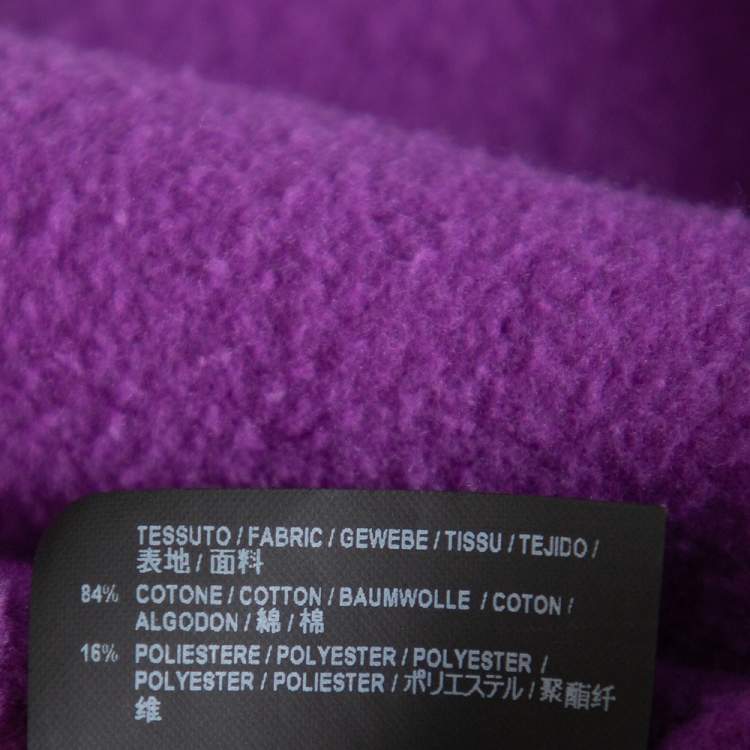 TESSUTO / FABRIC / GEWEBE / TISSU / TEJIDO /
表地 / 面料
84% COTONE / COTTON / BAUMWOLLE / COTON /
ALGODON / 綿 / 棉
16% POLIESTERE / POLYESTER / POLYESTER /
POLYESTER / POLIESTER / ポリエステル / 聚酯纤
维